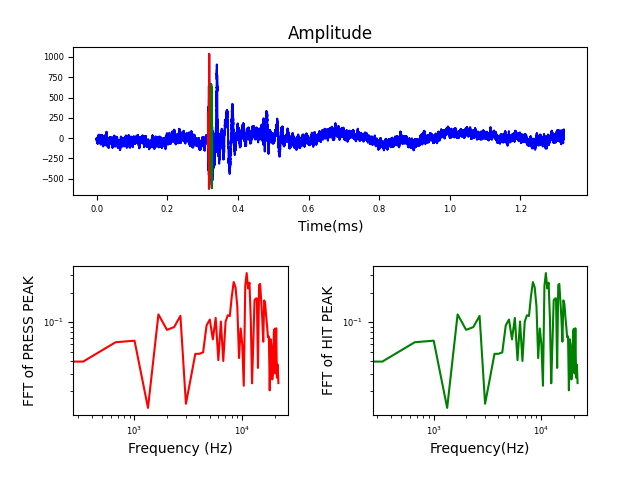 Amplitude
1000
750
500
250
0
−250
−500
0.0 0.2 0.4 0.6 0.8 1.0 1.2
Time(ms)
FFT of PRESS PEAK
10⁻¹
10³ 10⁴
Frequency (Hz)
FFT of HIT PEAK
10⁻¹
10³ 10⁴
Frequency(Hz)